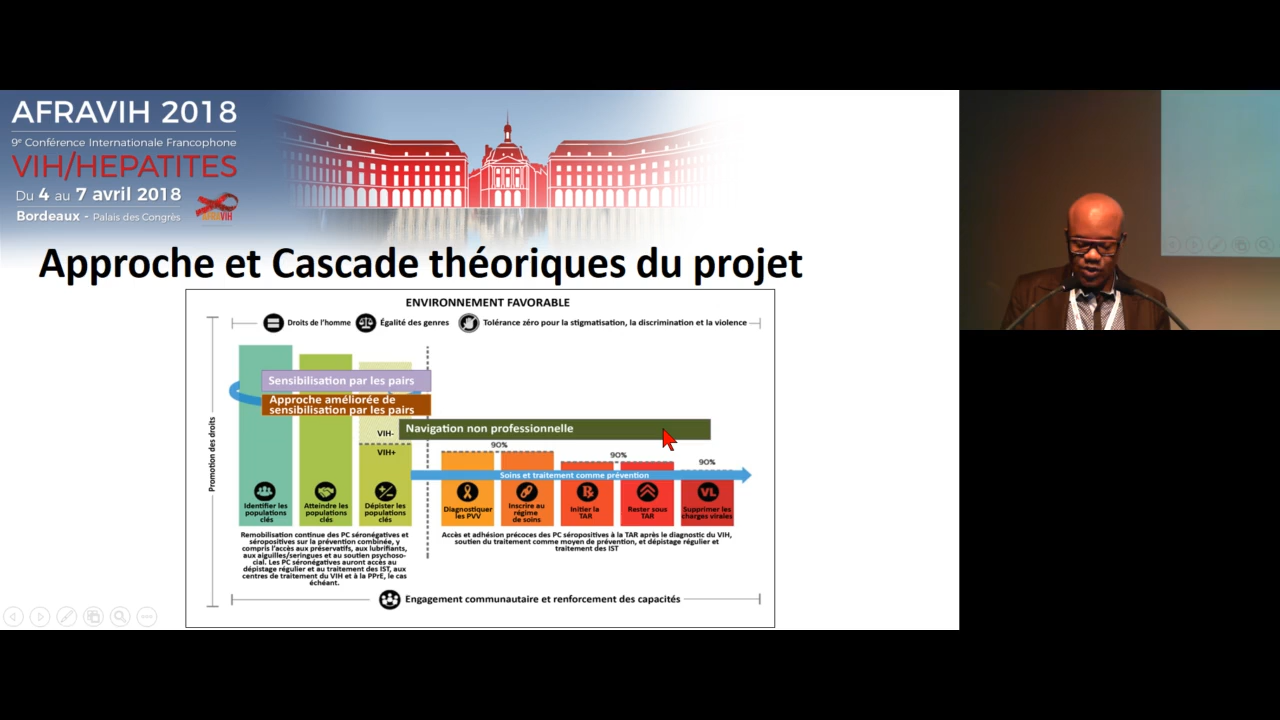 AFRAVIH 2018
9e Conférence Internationale Francophone
VIH/HEPATITES
Du 4 au 7 avril 2018
Bordeaux - Palais des Congrès
AFRAVIH
Approche et Cascade théoriques du projet
ENVIRONNEMENT FAVORABLE
Droits de l'homme
Égalité des genres
Tolérance zéro pour la stigmatisation, la discrimination et la violence
Promotion des droits
Sensibilisation par les pairs
Approche améliorée de
sensibilisation par les pairs
Navigation non professionnelle
VIH-
VIH+
90%
90%
90%
Soins et traitement comme prévention
Identifier les
populations
clés
Atteindre les
populations
clés
Dépister les
populations
clés
Diagnostiquer
les PVV
Inscrire au
régime
de soins
Initier la
TAR
Rester sous
TAR
VL
Supprimer les
charges virales
Remobilisation continue des PC séronégatives et
séropositives sur la prévention combinée, y
compris l'accès aux préservatifs, aux lubrifiants,
aux aiguilles/seringues et au soutien psychoso-
cial. Les PC séronégatives auront accès au
dépistage régulier et au traitement des IST, aux
centres de traitement du VIH et à la PPrE, le cas
échéant.
Accès et adhésion précoces des PC séropositives à la TAR après le diagnostic du VIH,
soutien du traitement comme moyen de prévention, et dépistage régulier et
traitement des IST
Engagement communautaire et renforcement des capacités